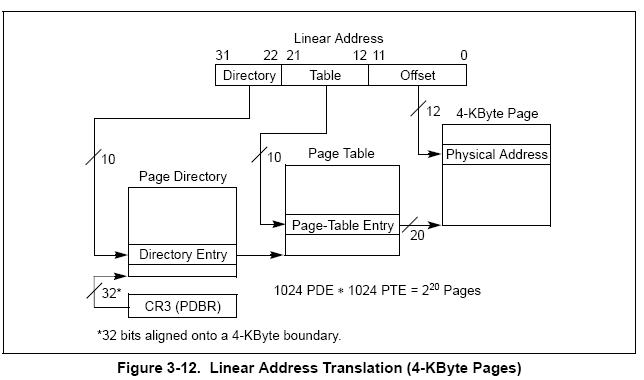 Linear Address
31 22 21 12 11 0
Directory Table Offset
12 4-KByte Page
10 10 Page Table Physical Address
Page Directory
Page-Table Entry
20
Directory Entry
32* 1024 PDE * 1024 PTE = 2²⁰ Pages
CR3 (PDBR)
*32 bits aligned onto a 4-KByte boundary.
Figure 3-12. Linear Address Translation (4-KByte Pages)